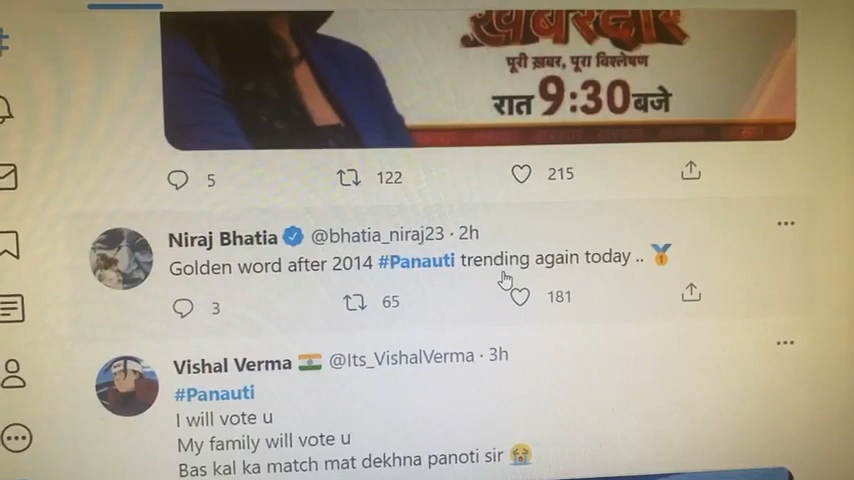 ख़बरदार
पूरी ख़बर, पूरा विश्लेषण
रात 9:30 बजे
5 122 215
Niraj Bhatia @bhatia_niraj23 · 2h
Golden word after 2014 #Panauti trending again today ..
3 65 181
Vishal Verma @Its_VishalVerma · 3h
#Panauti
I will vote u
My family will vote u
Bas kal ka match mat dekhna panoti sir